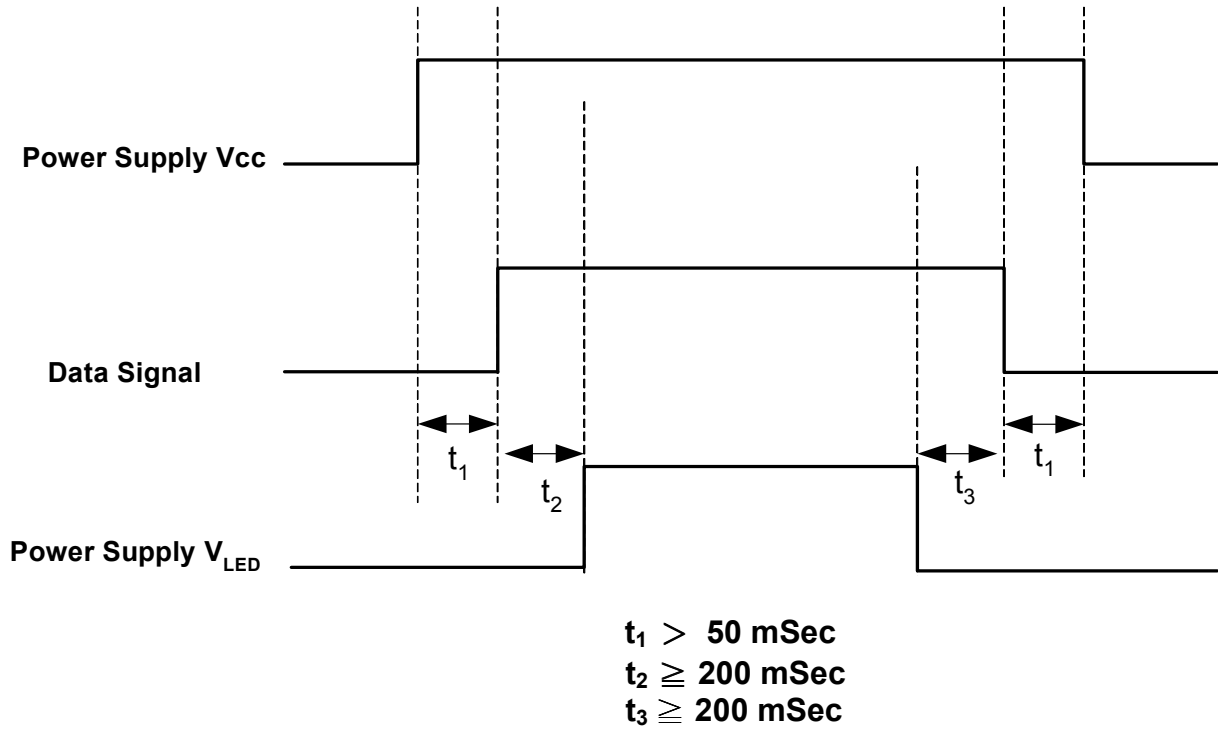 Power Supply Vcc
Data Signal
t₁
t₂
t₃
t₁
Power Supply V_LED
t₁ > 50 mSec
t₂ ≧ 200 mSec
t₃ ≧ 200 mSec